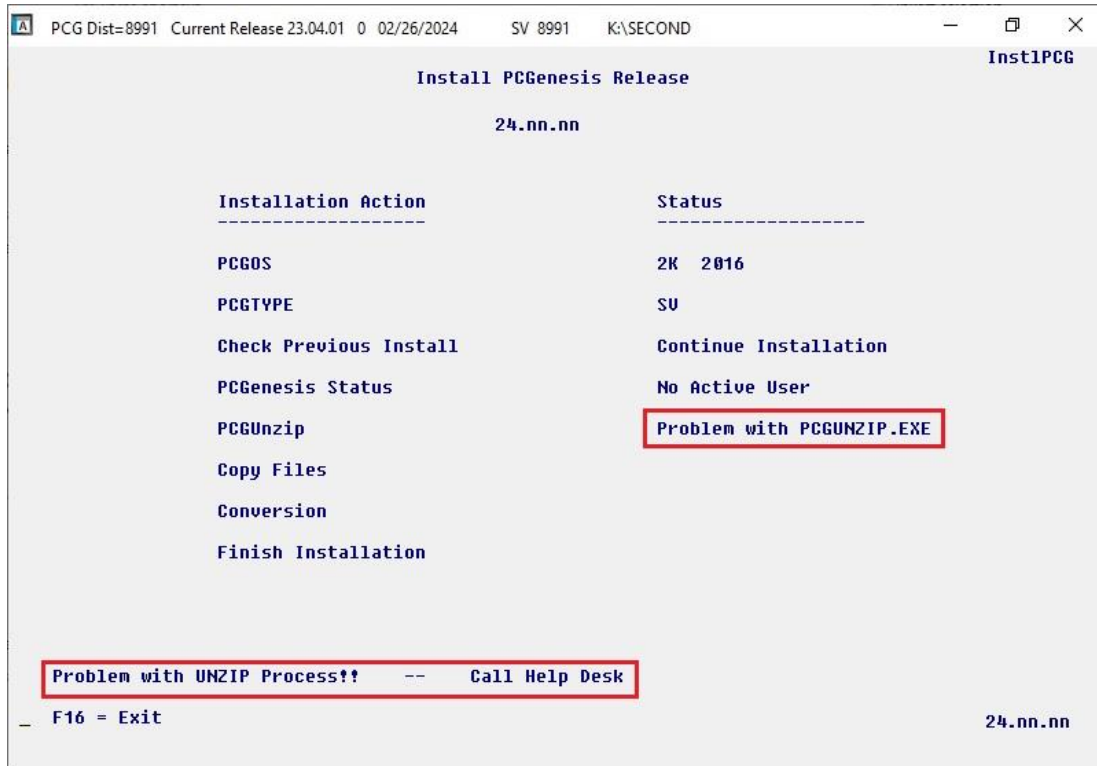 A PCG Dist=8991 Current Release 23.04.01 0 02/26/2024 SV 8991 K:\SECOND
InstlPCG
Install PCGenesis Release
24.nn.nn
Installation Action Status
------------------- -------------------
PCGOS 2K 2016
PCGTYPE SV
Check Previous Install Continue Installation
PCGenesis Status No Active User
PCGUnzip Problem with PCGUNZIP.EXE
Copy Files
Conversion
Finish Installation
Problem with UNZIP Process!! -- Call Help Desk
_ F16 = Exit 24.nn.nn